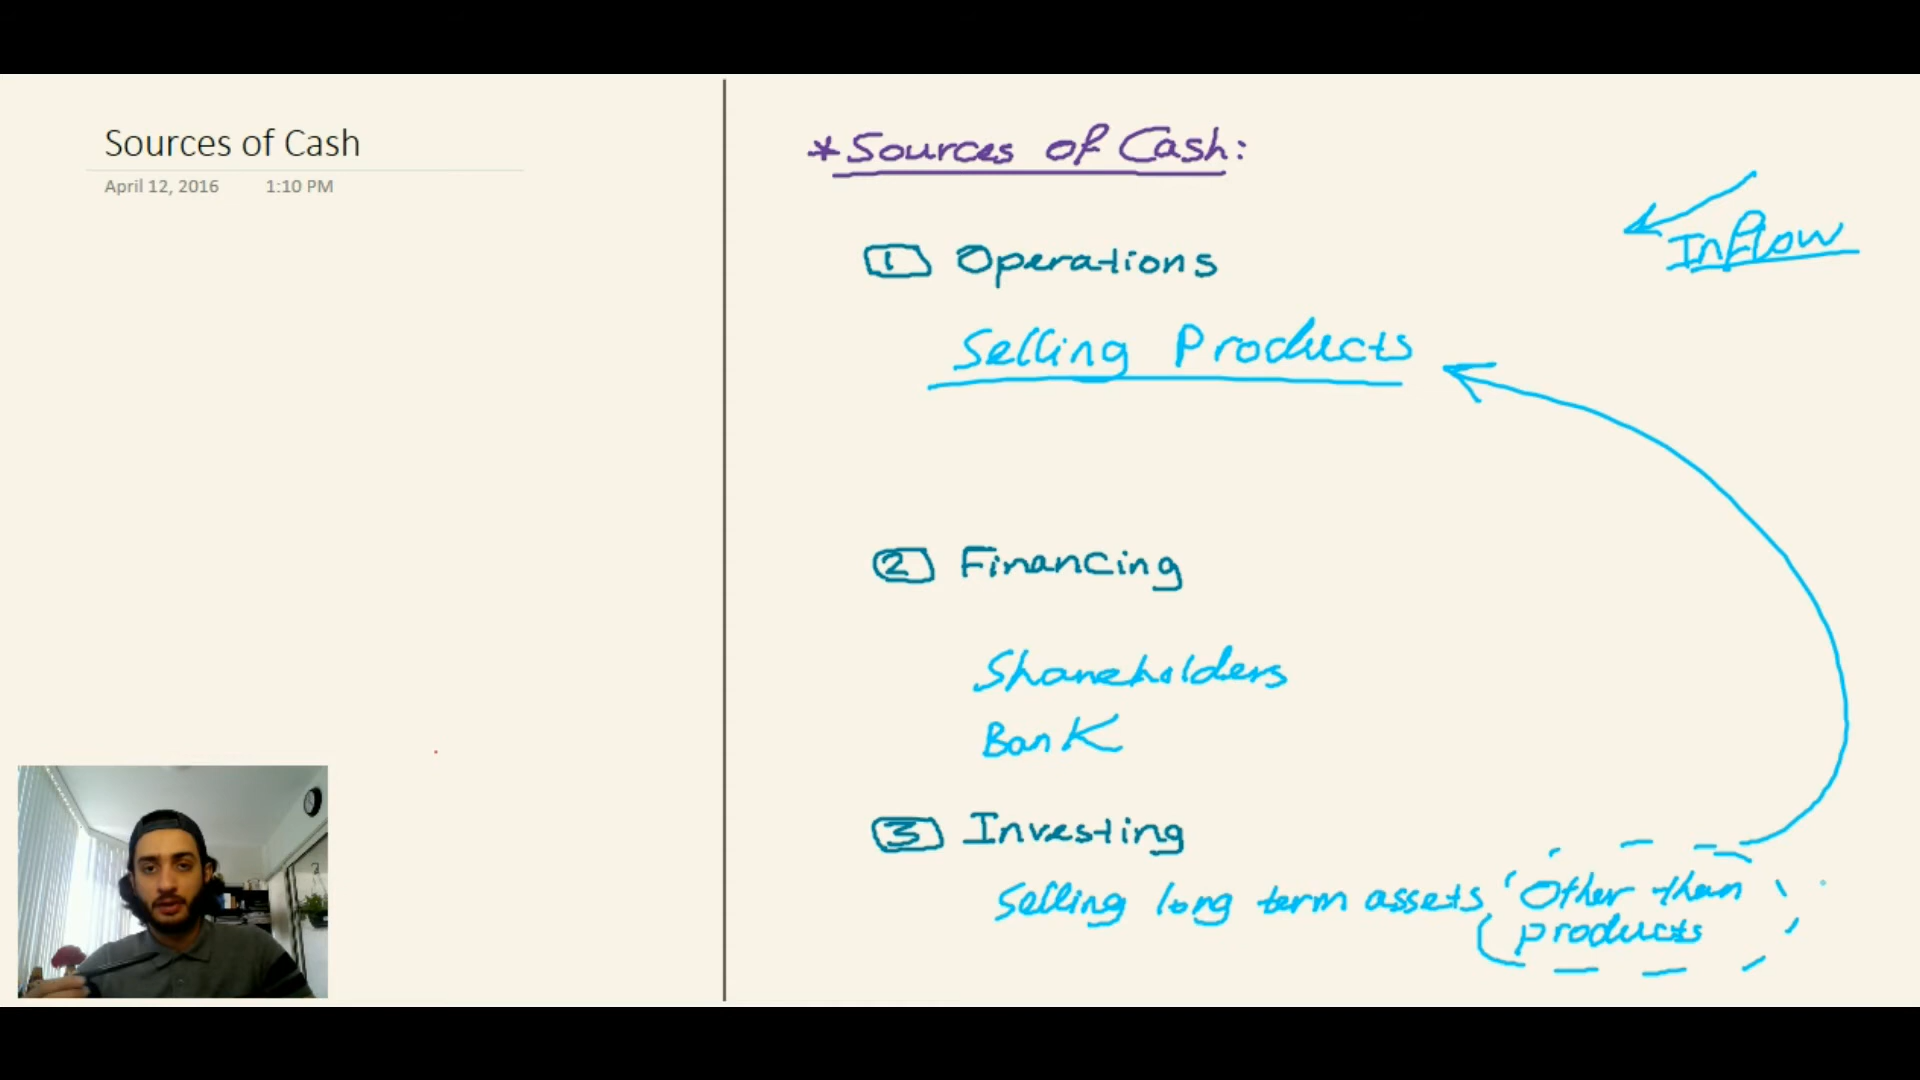 Sources of Cash
April 12, 2016 1:10 PM
*Sources of Cash:
Inflow
1 Operations
Selling Products
2 Financing
Shareholders
Bank
3 Investing
Selling long term assets Other than
products